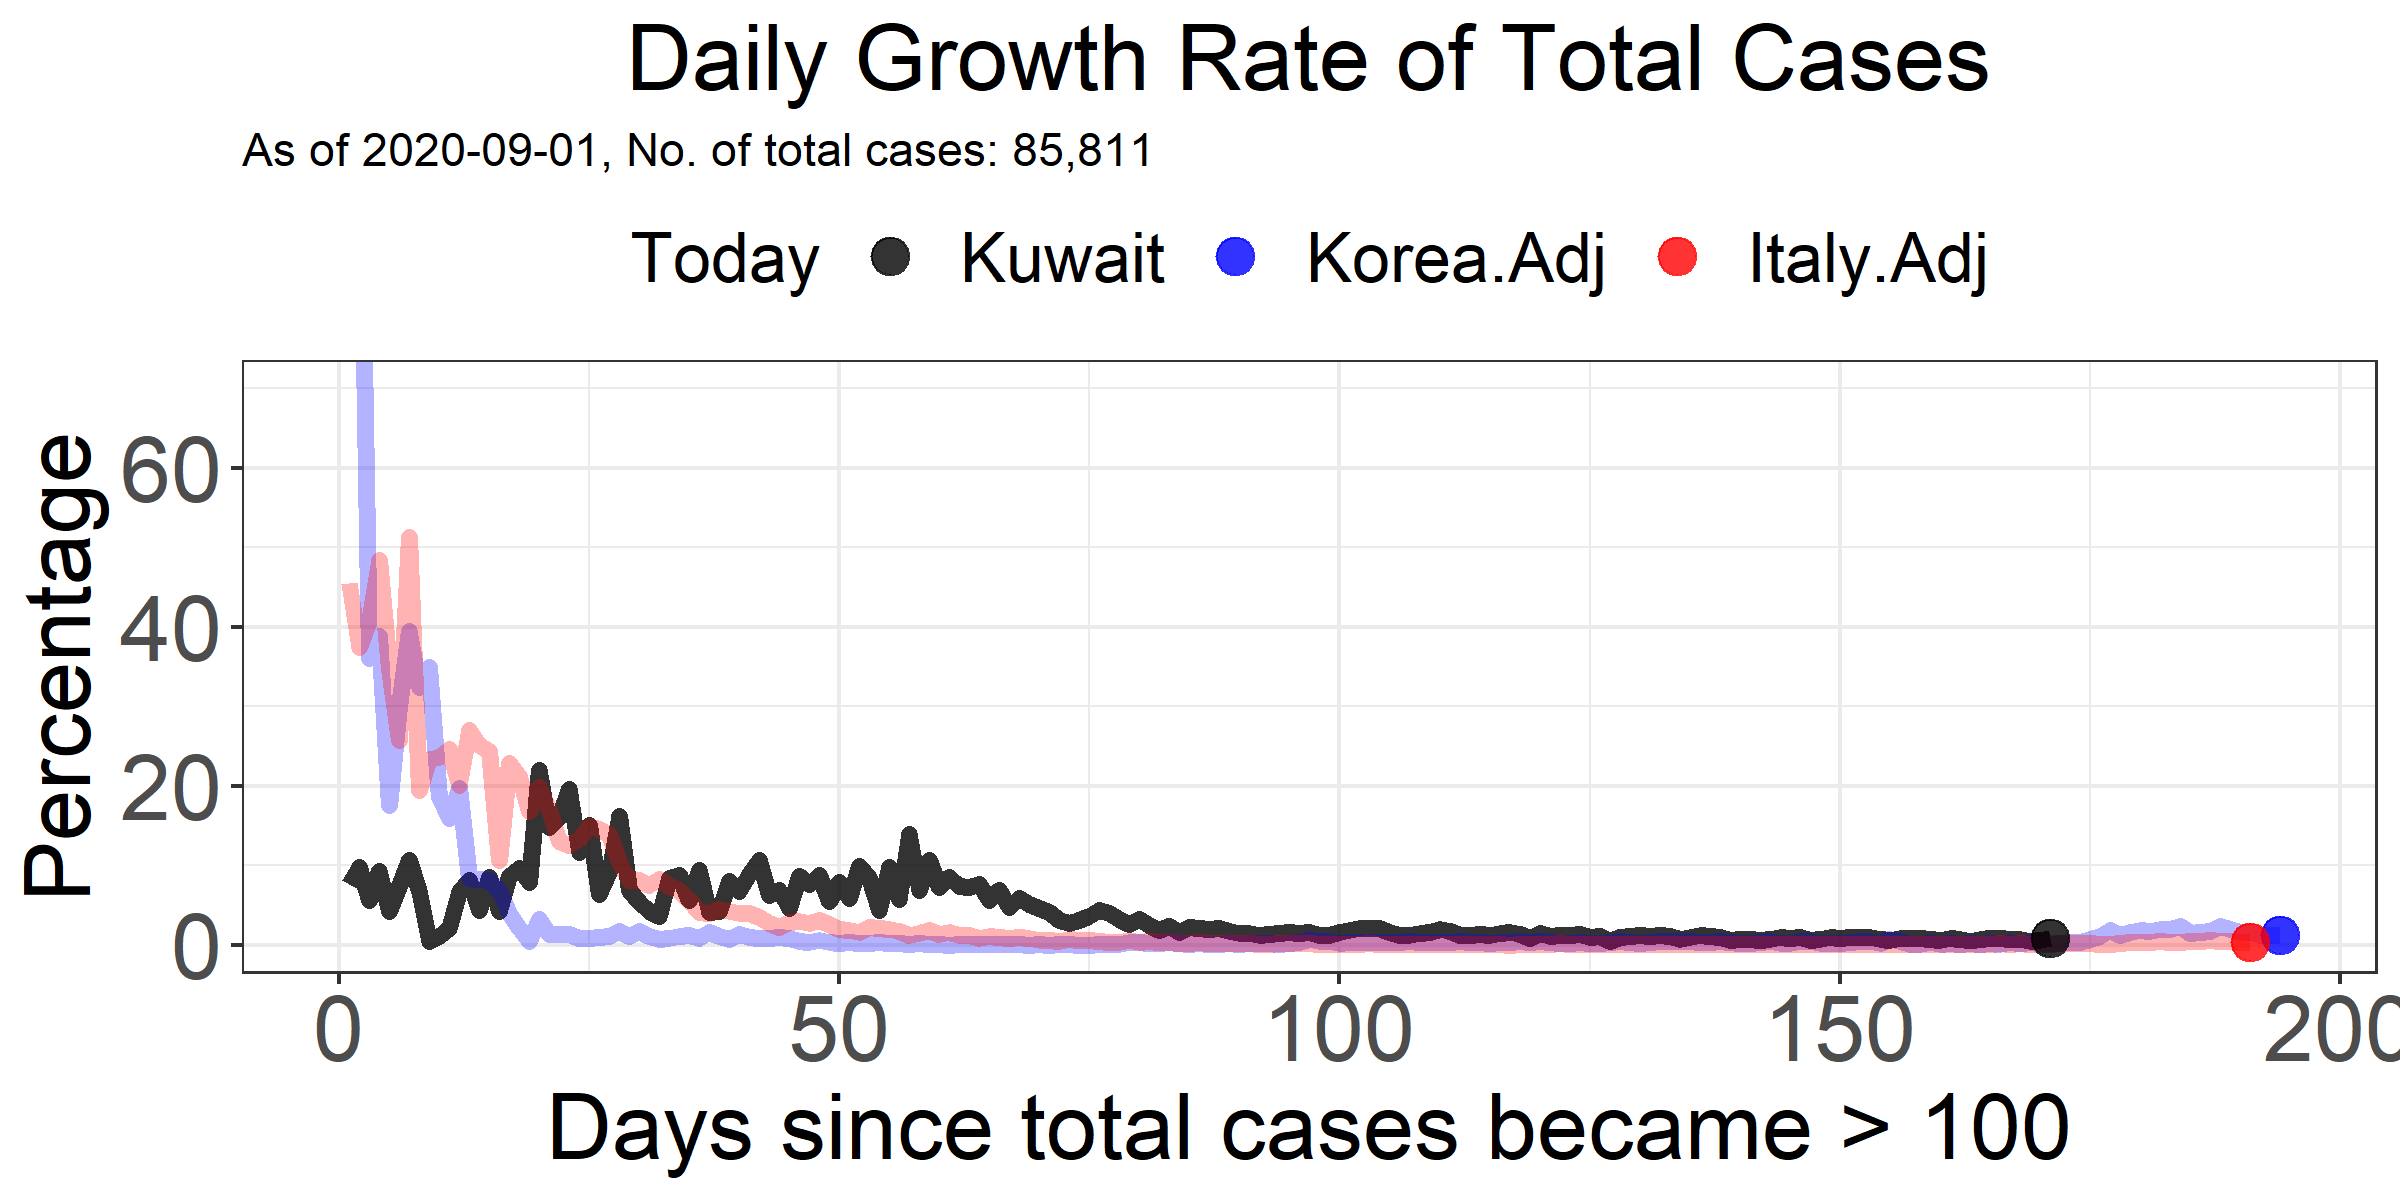 Daily Growth Rate of Total Cases
As of 2020-09-01, No. of total cases: 85,811
Today Kuwait Korea.Adj Italy.Adj
Percentage
60
40
20
0
0 50 100 150 200
Days since total cases became > 100